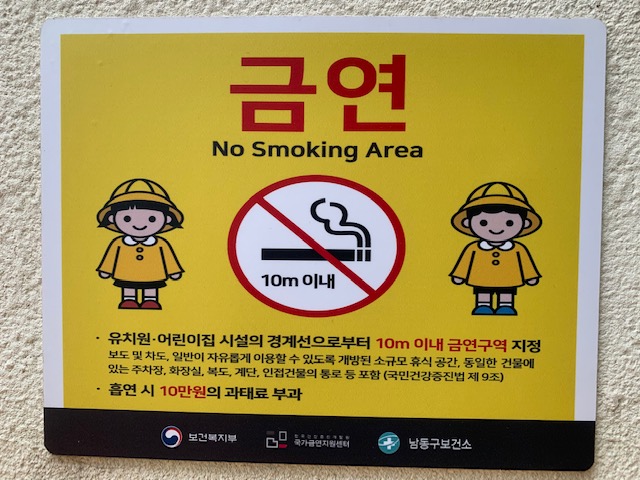 금연
No Smoking Area
10m 이내
· 유치원·어린이집 시설의 경계선으로부터 10m 이내 금연구역 지정
보도 및 차도, 일반이 자유롭게 이용할 수 있도록 개방된 소규모 휴식 공간, 동일한 건물에
있는 주차장, 화장실, 복도, 계단, 인접건물의 통로 등 포함 (국민건강증진법 제 9조)
· 흡연 시 10만원의 과태료 부과
보건복지부
국가금연지원센터
남동구보건소